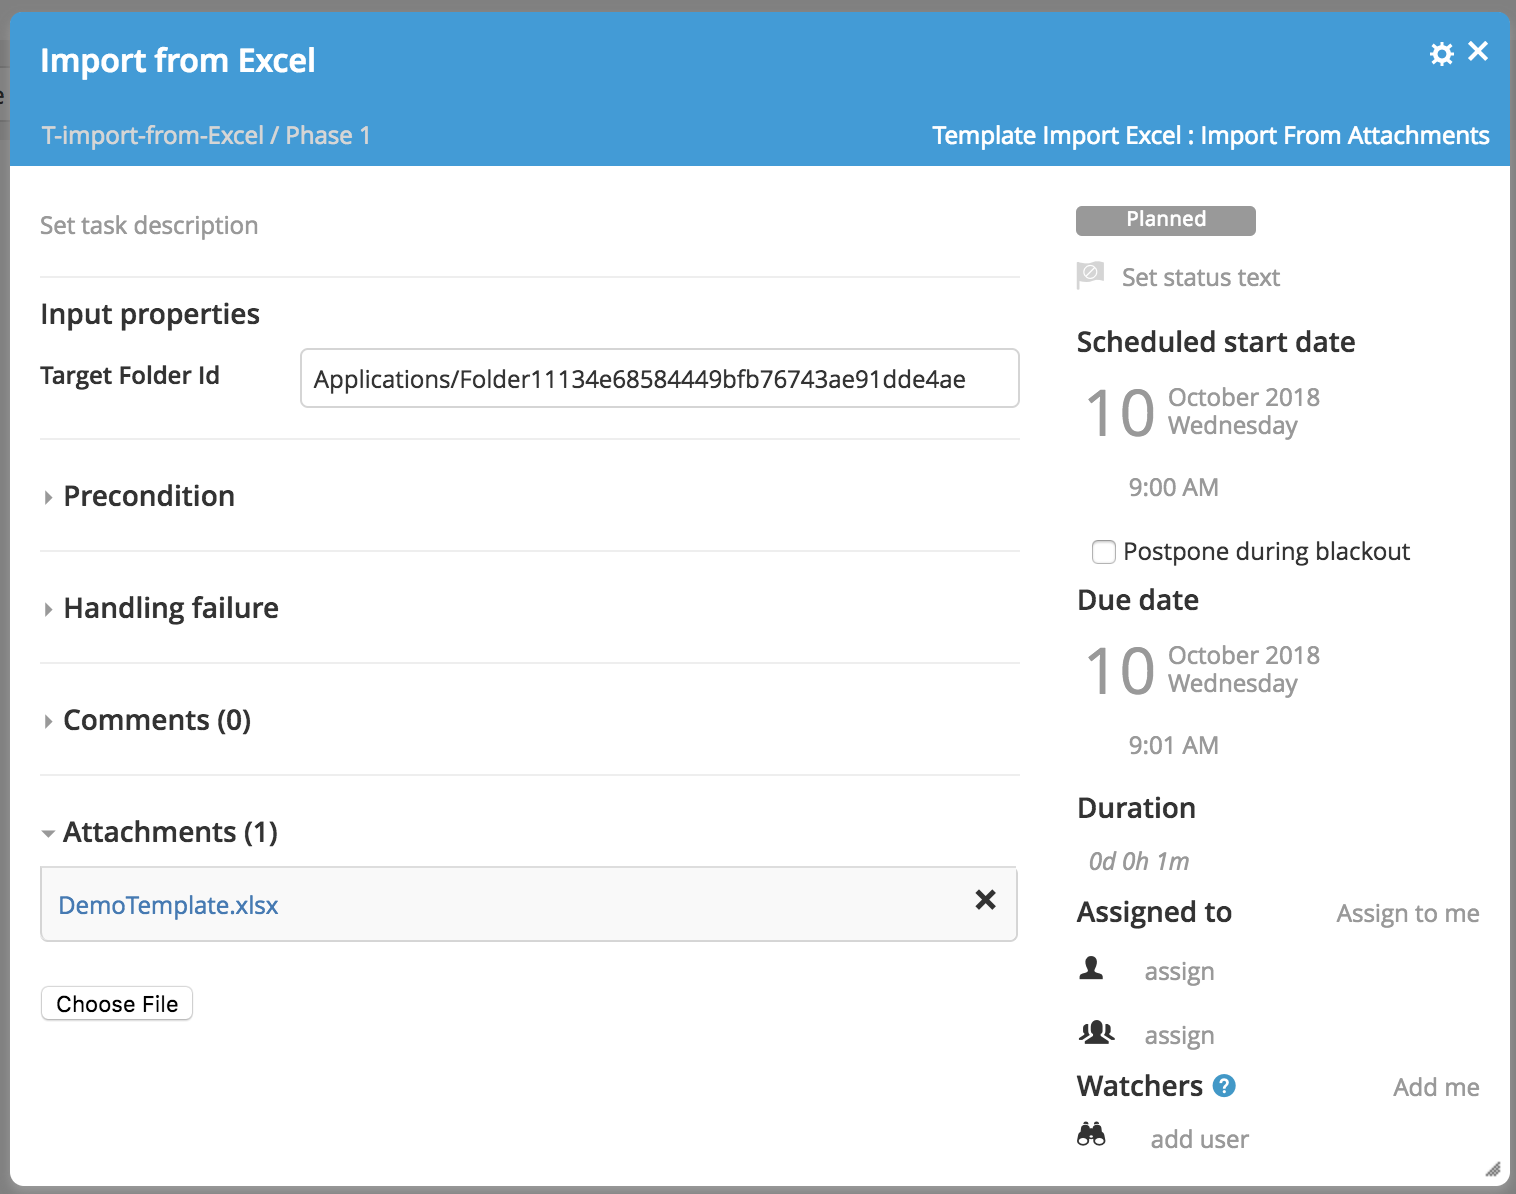 Import from Excel
T-import-from-Excel / Phase 1
Template Import Excel : Import From Attachments
Set task description
Input properties
Target Folder Id
Applications/Folder11134e68584449bfb76743ae91dde4ae
Precondition
Handling failure
Comments (0)
Attachments (1)
DemoTemplate.xlsx
Choose File
Planned
Set status text
Scheduled start date
10
October 2018
Wednesday
9:00 AM
Postpone during blackout
Due date
10
October 2018
Wednesday
9:01 AM
Duration
0d 0h 1m
Assigned to
Assign to me
assign
assign
Watchers ?
Add me
add user